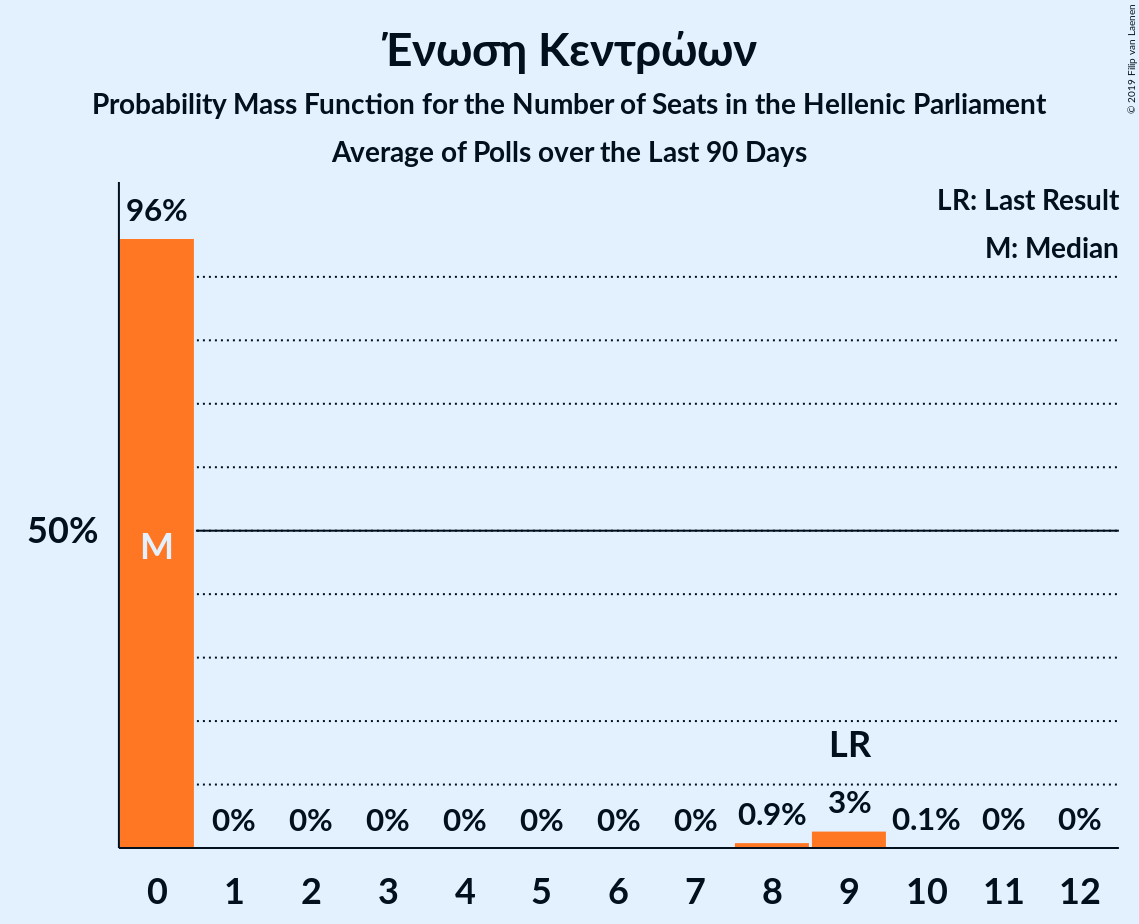 Ένωση Κεντρώων
Probability Mass Function for the Number of Seats in the Hellenic Parliament
Average of Polls over the Last 90 Days
© 2019 Filip van Laenen
LR: Last Result
M: Median
96%
50%
M
LR
0% 0% 0% 0% 0% 0% 0% 0.9% 3% 0.1% 0% 0%
0 1 2 3 4 5 6 7 8 9 10 11 12